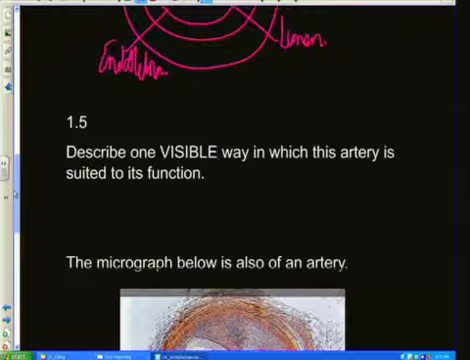 Lumen.
Endothelium.
1.5
Describe one VISIBLE way in which this artery is
suited to its function.
The micrograph below is also of an artery.